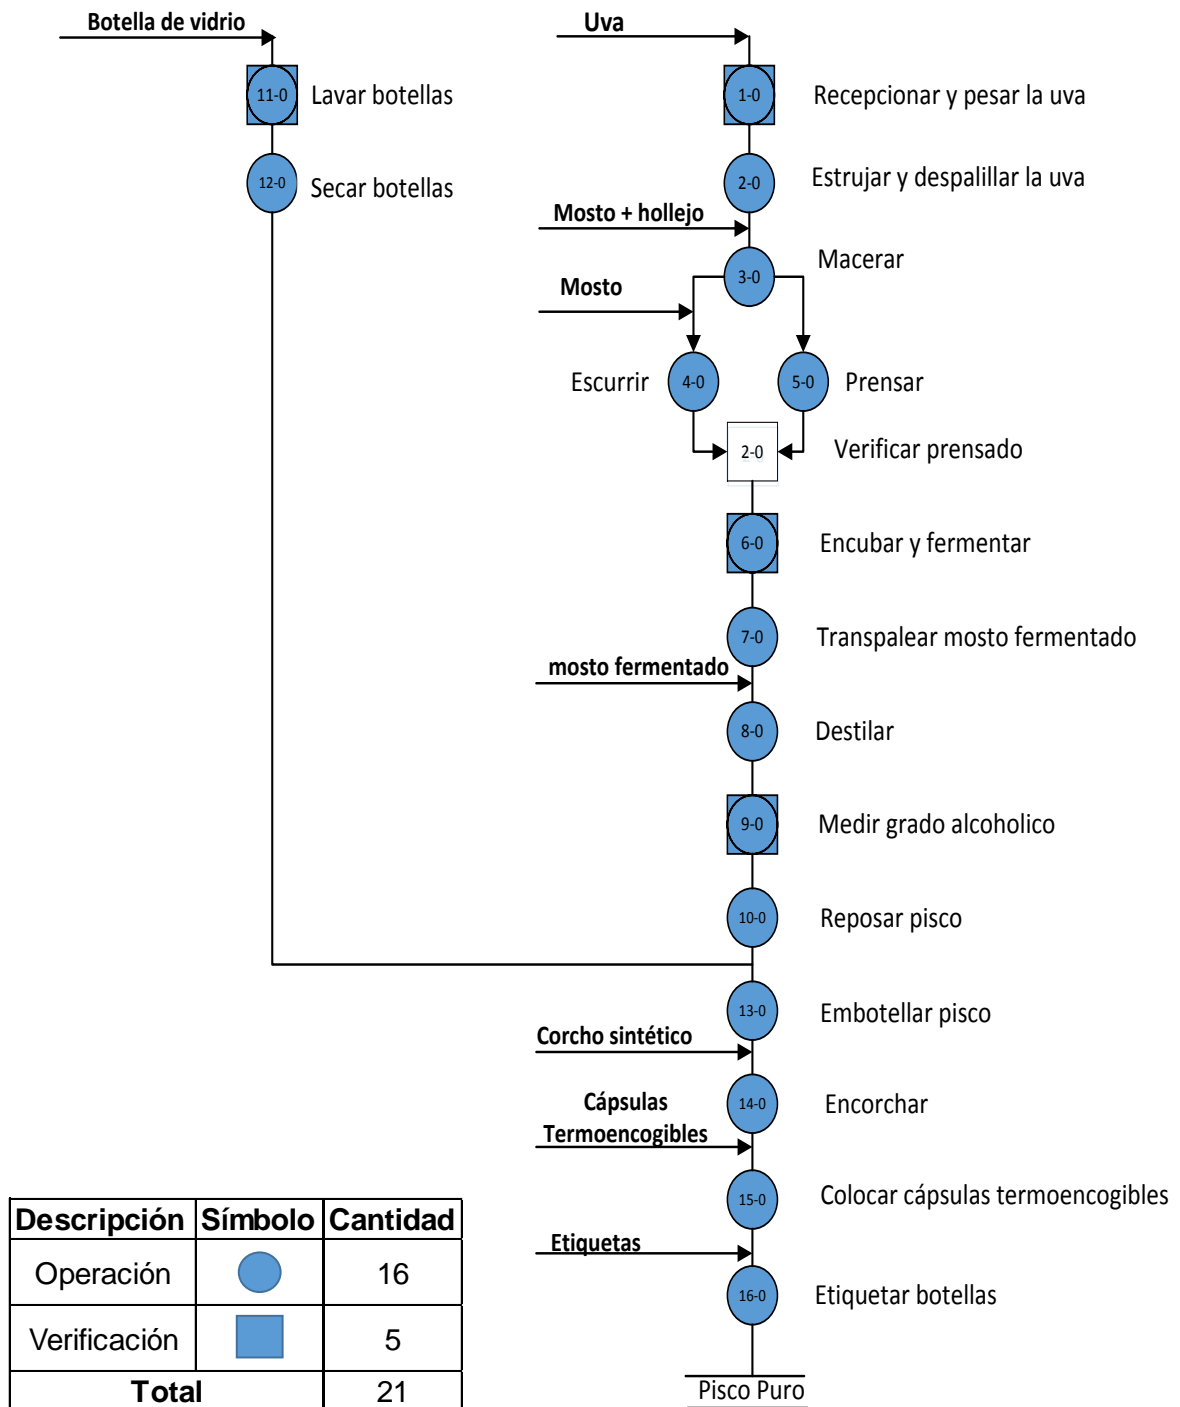 Botella de vidrio
Uva
11-0 Lavar botellas
1-0 Recepcionar y pesar la uva
12-0 Secar botellas
2-0 Estrujar y despalillar la uva
Mosto + hollejo
3-0 Macerar
Mosto
Escurrir 4-0
5-0 Prensar
2-0 Verificar prensado
6-0 Encubar y fermentar
7-0 Transpalear mosto fermentado
mosto fermentado
8-0 Destilar
9-0 Medir grado alcoholico
10-0 Reposar pisco
13-0 Embotellar pisco
Corcho sintético
14-0 Encorchar
Cápsulas
Termoencogibles
15-0 Colocar cápsulas termoencogibles
Etiquetas
16-0 Etiquetar botellas
Pisco Puro
Descripción Símbolo Cantidad
Operación 16
Verificación 5
Total 21